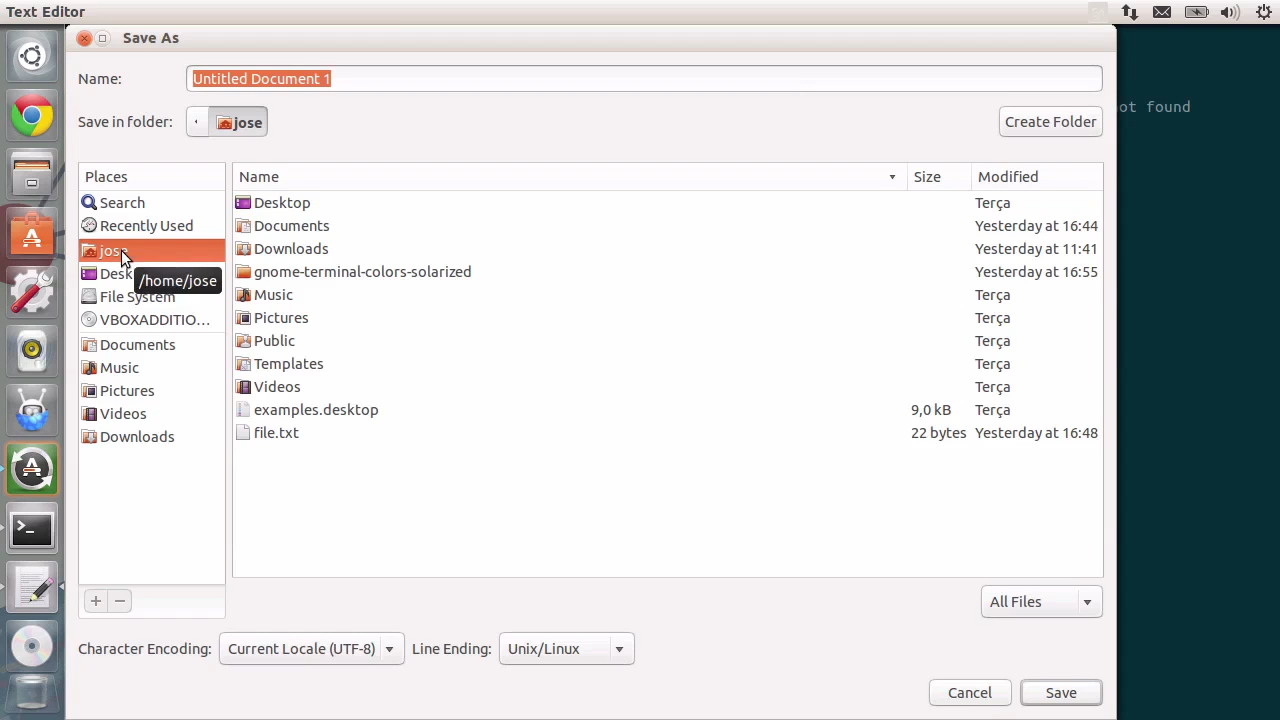 Text Editor
Save As
Name: Untitled Document 1
Save in folder: jose Create Folder
Places
Search
Recently Used
jose
Desk
/home/jose
File System
VBOXADDITIO...
Documents
Music
Pictures
Videos
Downloads
Name Size Modified
Desktop Terça
Documents Yesterday at 16:44
Downloads Yesterday at 11:41
gnome-terminal-colors-solarized Yesterday at 16:55
Music Terça
Pictures Terça
Public Terça
Templates Terça
Videos Terça
examples.desktop 9,0 kB Terça
file.txt 22 bytes Yesterday at 16:48
All Files
Character Encoding: Current Locale (UTF-8) Line Ending: Unix/Linux
Cancel Save
ot found